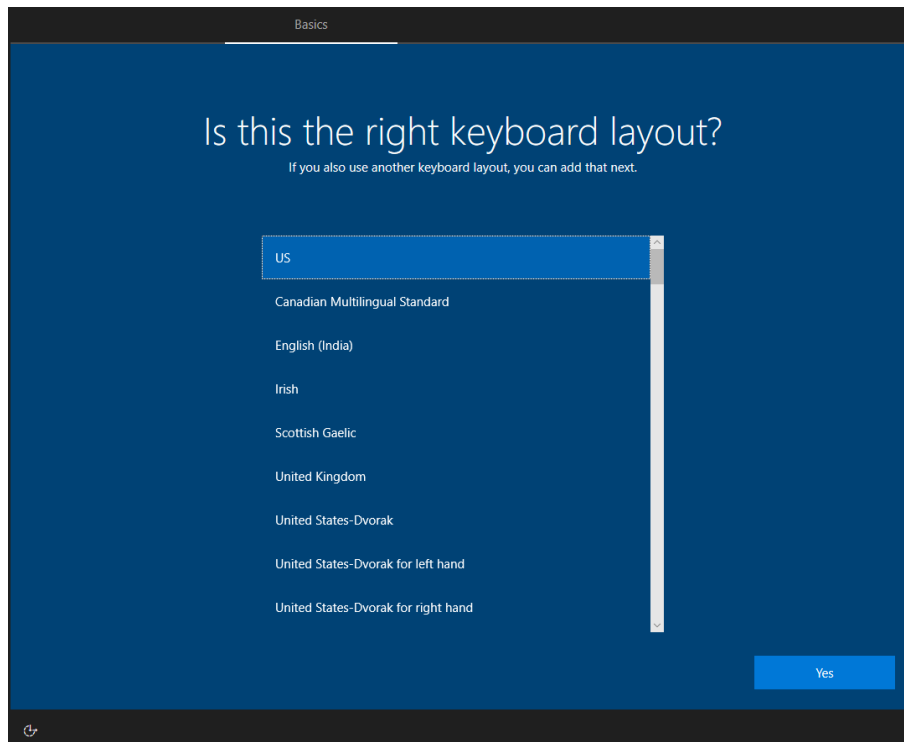 Basics
Is this the right keyboard layout?
If you also use another keyboard layout, you can add that next.
US
Canadian Multilingual Standard
English (India)
Irish
Scottish Gaelic
United Kingdom
United States-Dvorak
United States-Dvorak for left hand
United States-Dvorak for right hand
Yes